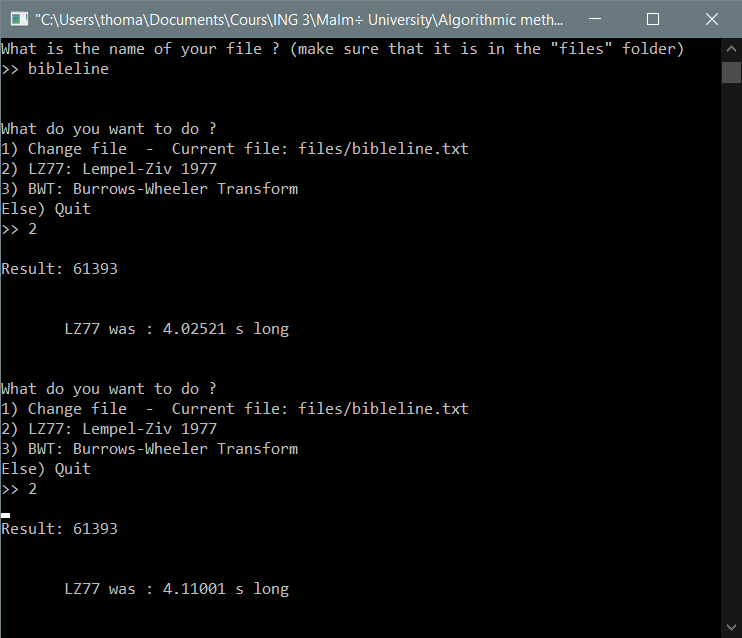 "C:\Users\thoma\Documents\Cours\ING 3\Malm÷ University\Algorithmic meth...
What is the name of your file ? (make sure that it is in the "files" folder)
>> bibleline
What do you want to do ?
1) Change file  -  Current file: files/bibleline.txt
2) LZ77: Lempel-Ziv 1977
3) BWT: Burrows-Wheeler Transform
Else) Quit
>> 2
Result: 61393
LZ77 was : 4.02521 s long
What do you want to do ?
1) Change file  -  Current file: files/bibleline.txt
2) LZ77: Lempel-Ziv 1977
3) BWT: Burrows-Wheeler Transform
Else) Quit
>> 2
Result: 61393
LZ77 was : 4.11001 s long